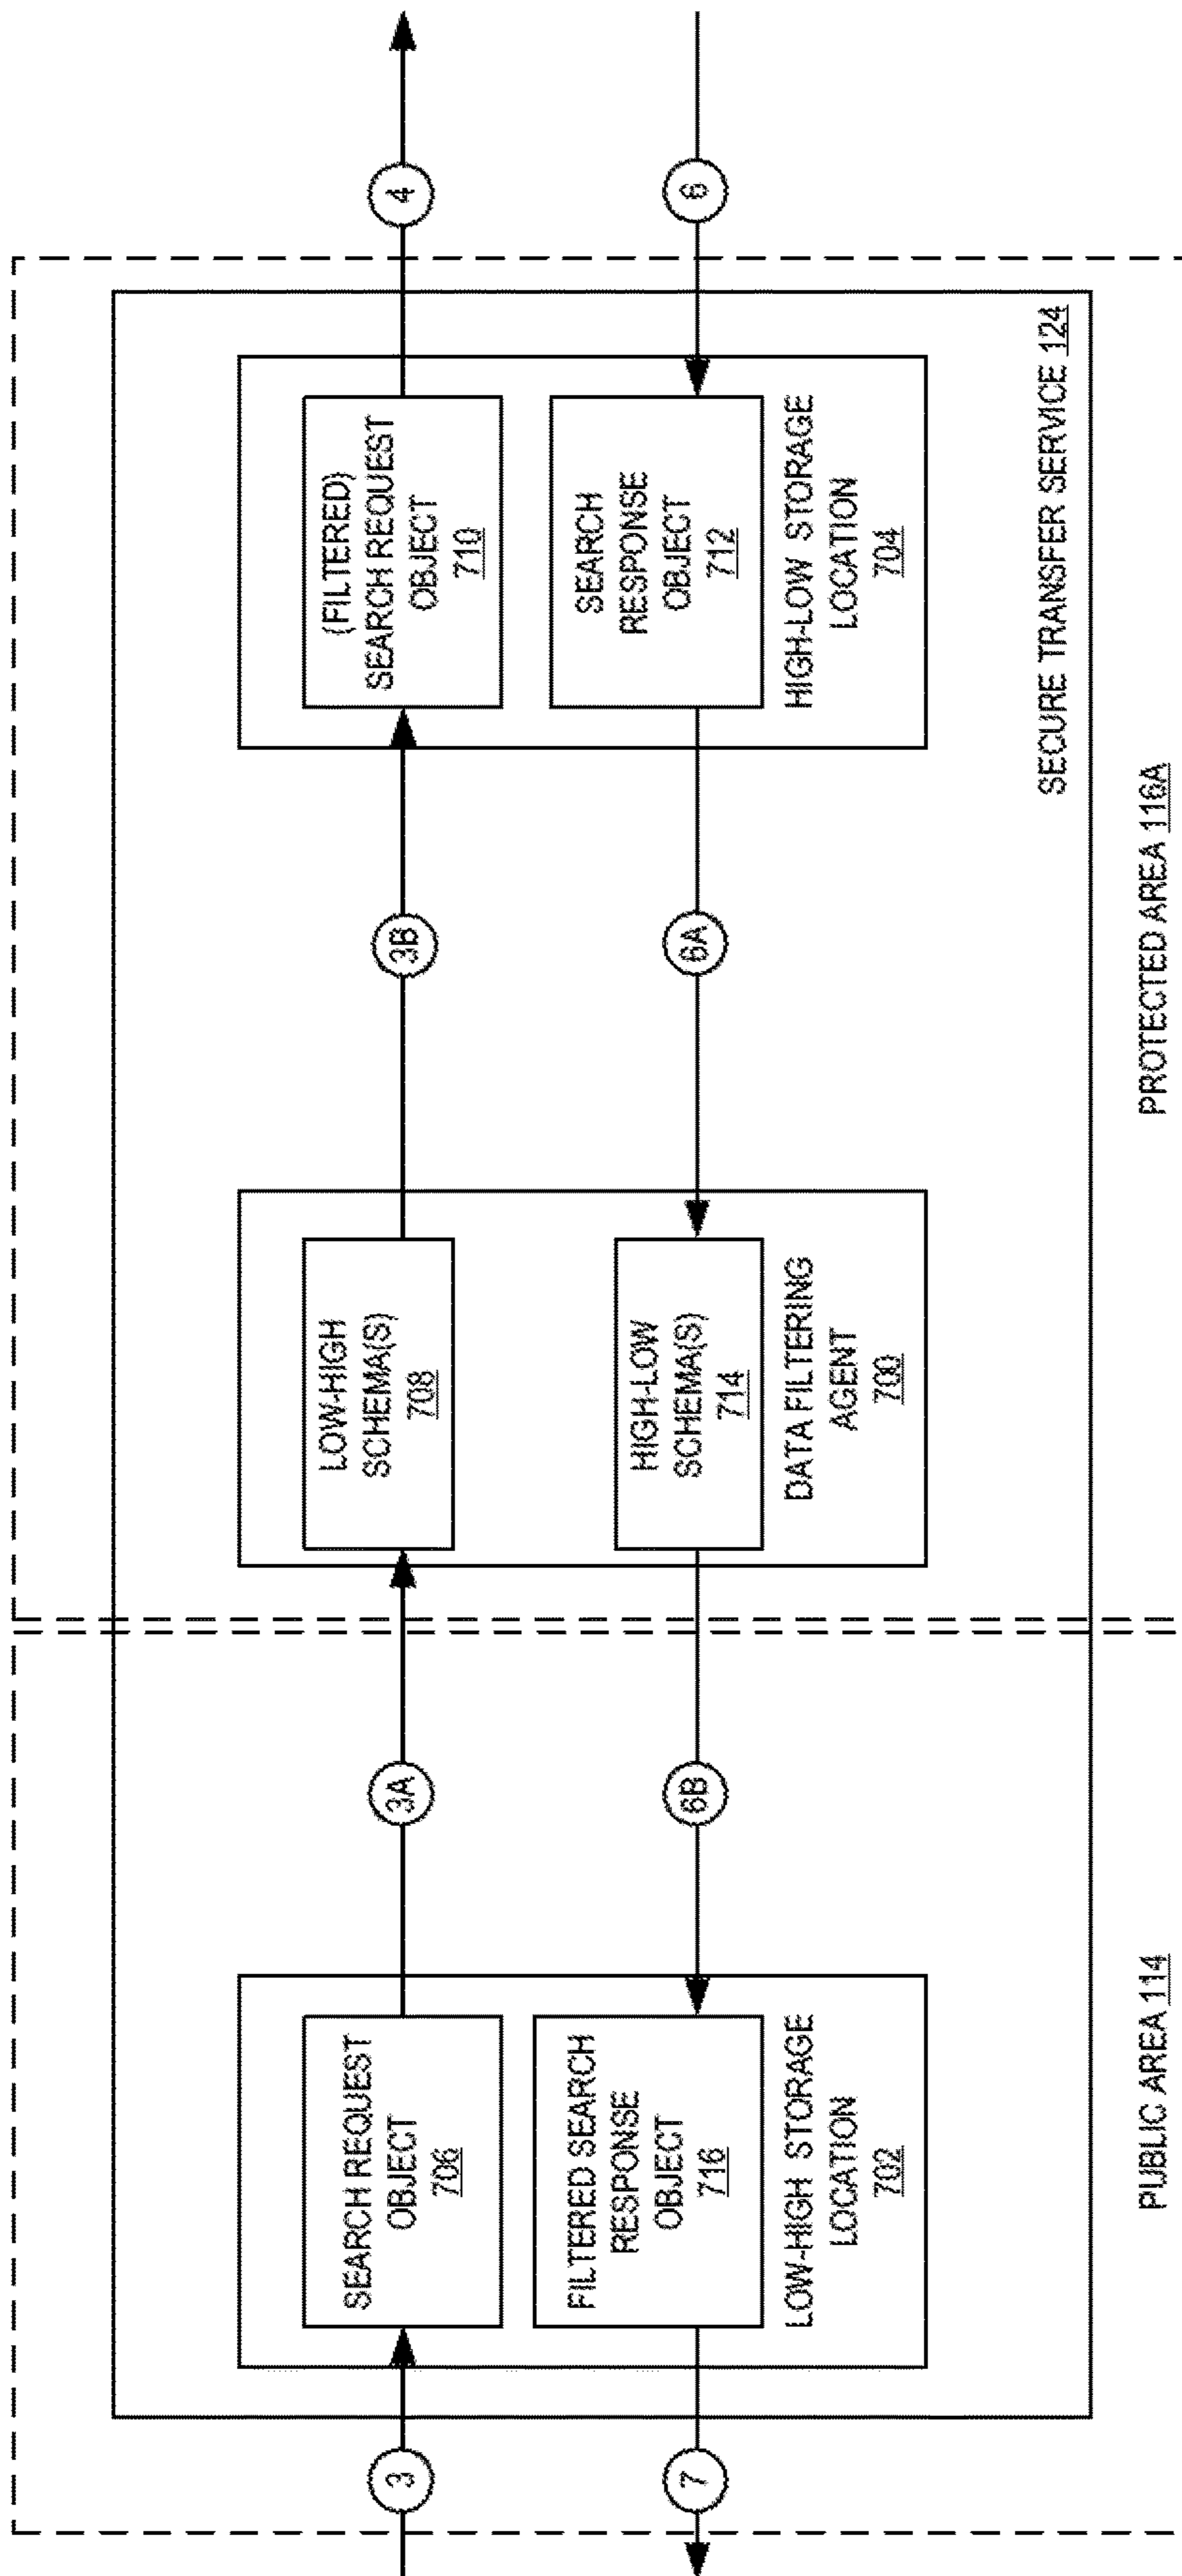 3
SEARCH REQUEST
OBJECT
706
3A
LOW-HIGH
SCHEMA(S)
708
3B
(FILTERED)
SEARCH REQUEST
OBJECT
710
4
7
FILTERED SEARCH
RESPONSE
OBJECT
716
6B
HIGH-LOW
SCHEMA(S)
714
6A
SEARCH
RESPONSE
OBJECT
712
6
LOW-HIGH STORAGE
LOCATION
702
DATA FILTERING
AGENT
700
HIGH-LOW STORAGE
LOCATION
704
SECURE TRANSFER SERVICE 124
PUBLIC AREA 114
PROTECTED AREA 116A